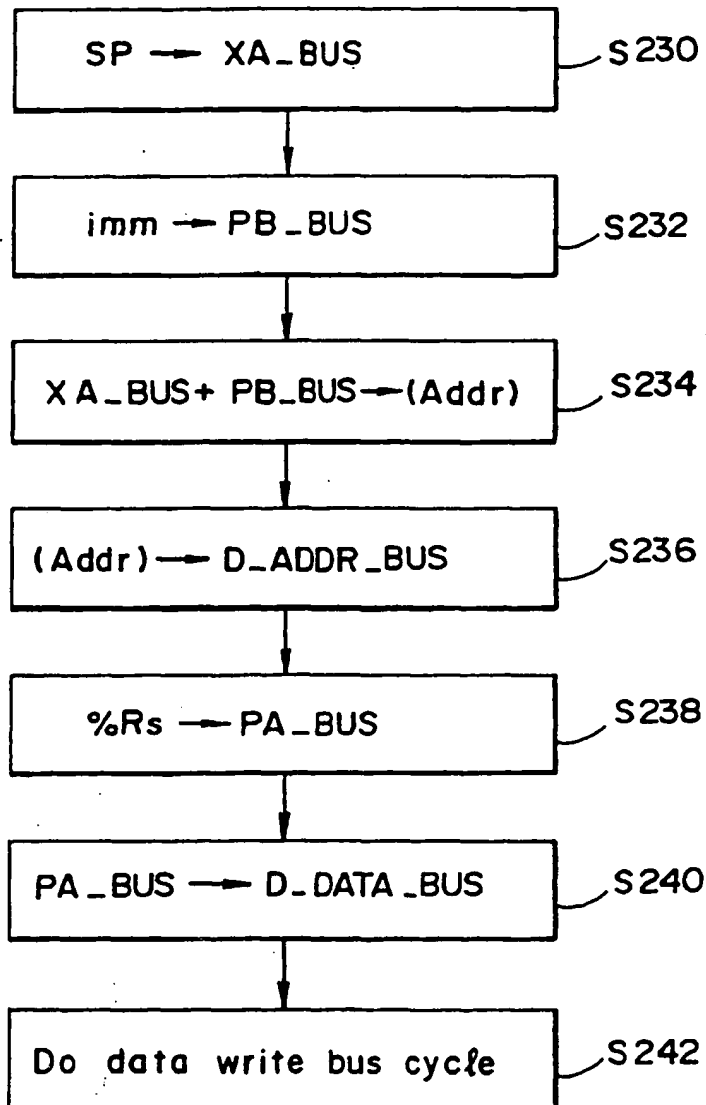 SP → XA_BUS S230
imm → PB_BUS S232
XA_BUS+ PB_BUS→(Addr) S234
(Addr) → D_ADDR_BUS S236
%Rs → PA_BUS S238
PA_BUS → D_DATA_BUS S240
Do data write bus cycle S242